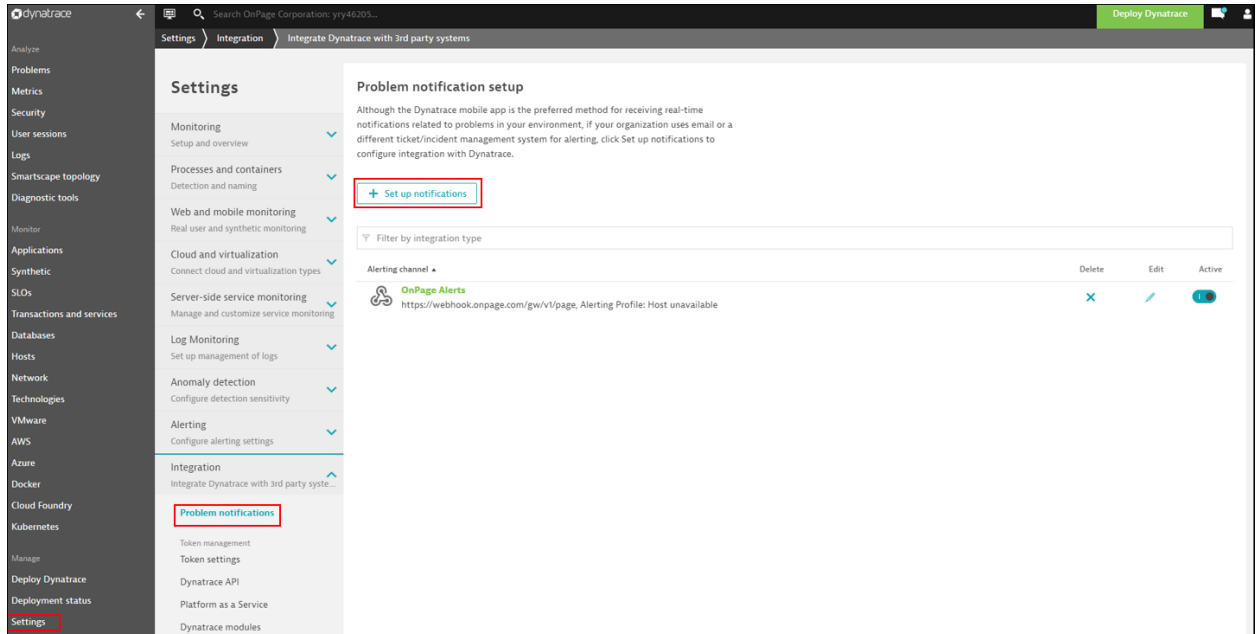 dynatrace
Search OnPage Corporation: yry46205...
Deploy Dynatrace
Settings
Integration
Integrate Dynatrace with 3rd party systems
Analyze
Problems
Metrics
Security
User sessions
Logs
Smartscape topology
Diagnostic tools
Monitor
Applications
Synthetic
SLOs
Transactions and services
Databases
Hosts
Network
Technologies
VMware
AWS
Azure
Docker
Cloud Foundry
Kubernetes
Manage
Deploy Dynatrace
Deployment status
Settings
Settings
Monitoring
Setup and overview
Processes and containers
Detection and naming
Web and mobile monitoring
Real user and synthetic monitoring
Cloud and virtualization
Connect cloud and virtualization types
Server-side service monitoring
Manage and customize service monitoring
Log Monitoring
Set up management of logs
Anomaly detection
Configure detection sensitivity
Alerting
Configure alerting settings
Integration
Integrate Dynatrace with 3rd party syste...
Problem notifications
Token management
Token settings
Dynatrace API
Platform as a Service
Dynatrace modules
Problem notification setup
Although the Dynatrace mobile app is the preferred method for receiving real-time
notifications related to problems in your environment, if your organization uses email or a
different ticket/incident management system for alerting, click Set up notifications to
configure integration with Dynatrace.
+ Set up notifications
Filter by integration type
Alerting channel ▲
Delete
Edit
Active
OnPage Alerts
https://webhook.onpage.com/gw/v1/page, Alerting Profile: Host unavailable